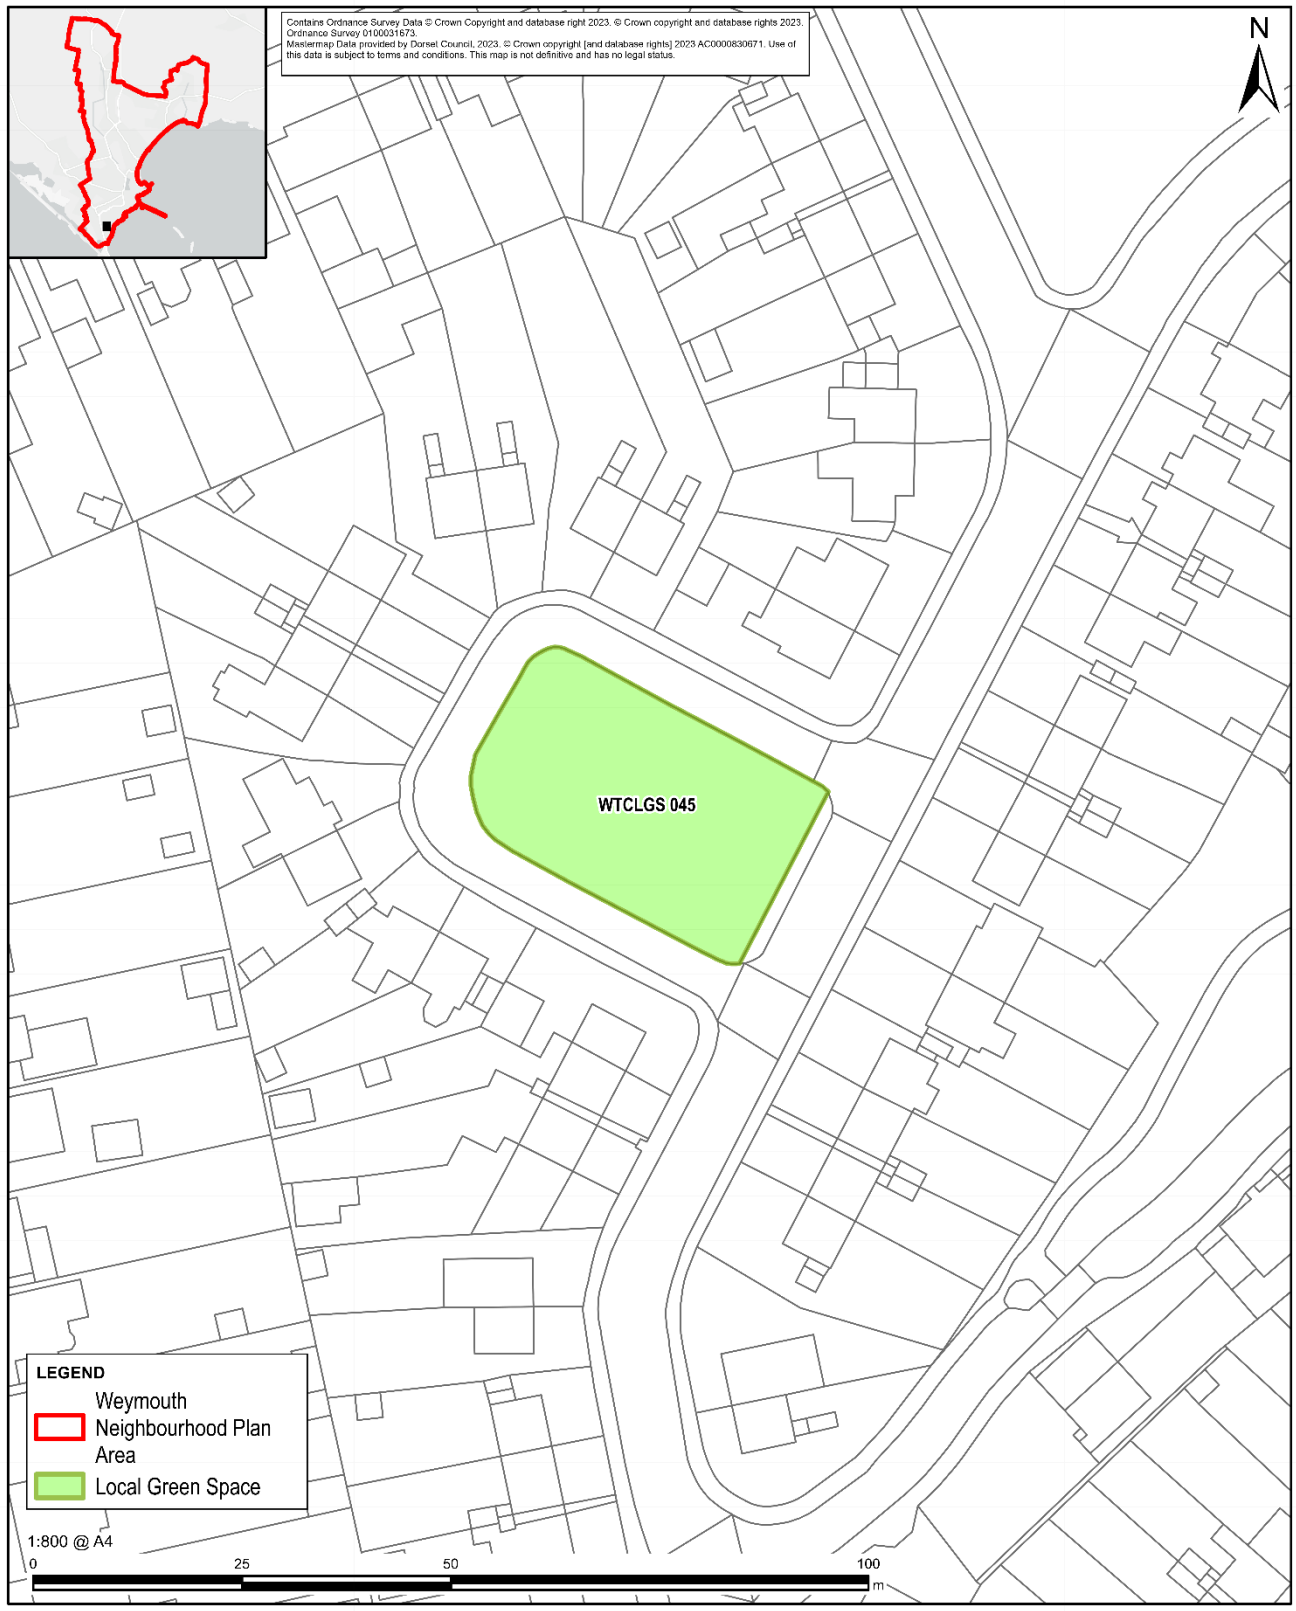 Contains Ordnance Survey Data © Crown Copyright and database right 2023. © Crown copyright and database rights 2023.
Ordnance Survey 0100031673.
Mastermap Data provided by Dorset Council, 2023. © Crown copyright [and database rights] 2023 AC0000830671. Use of
this data is subject to terms and conditions. This map is not definitive and has no legal status.
N
WTCLGS 045
LEGEND
Weymouth
Neighbourhood Plan
Area
Local Green Space
1:800 @ A4
0 25 50 100
m